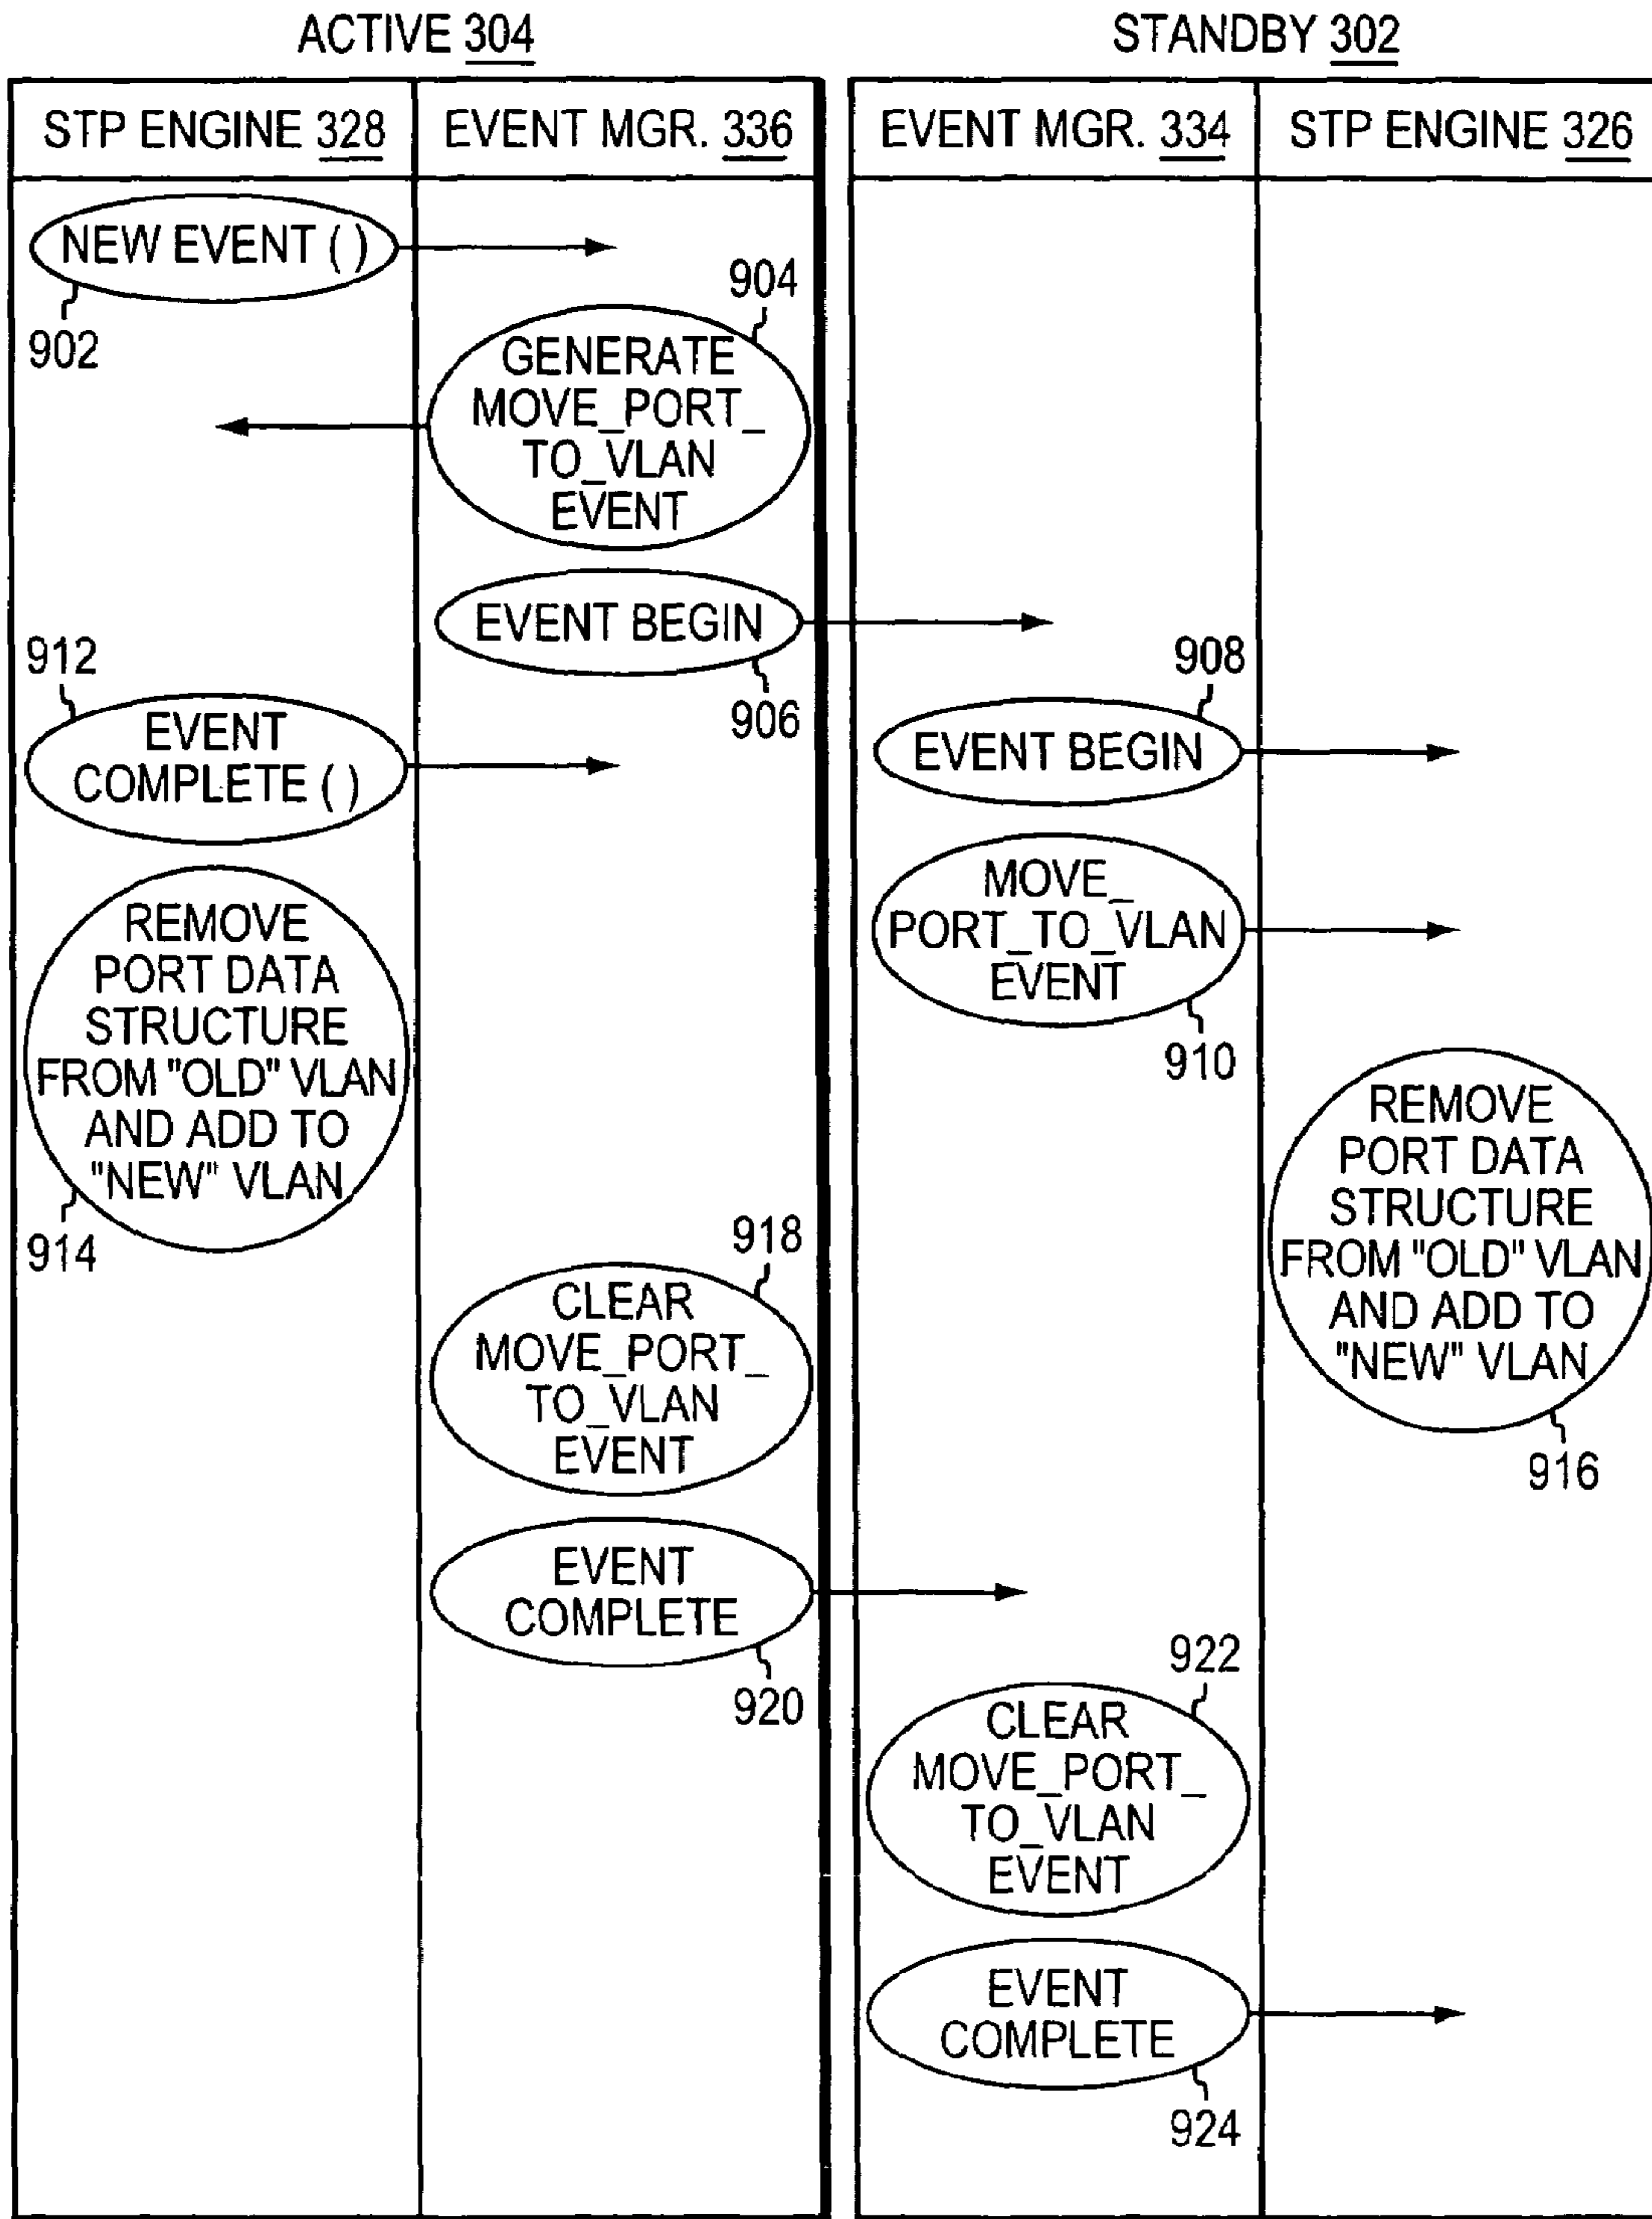 ACTIVE 304
STANDBY 302
STP ENGINE 328
EVENT MGR. 336
EVENT MGR. 334
STP ENGINE 326
NEW EVENT ( )
902
904
GENERATE
MOVE_PORT_
TO_VLAN
EVENT
EVENT BEGIN
906
912
EVENT
COMPLETE ( )
908
EVENT BEGIN
MOVE_
PORT_TO_VLAN
EVENT
910
REMOVE
PORT DATA
STRUCTURE
FROM "OLD" VLAN
AND ADD TO
"NEW" VLAN
914
REMOVE
PORT DATA
STRUCTURE
FROM "OLD" VLAN
AND ADD TO
"NEW" VLAN
916
918
CLEAR
MOVE_PORT_
TO_VLAN
EVENT
EVENT
COMPLETE
920
922
CLEAR
MOVE_PORT_
TO_VLAN
EVENT
EVENT
COMPLETE
924